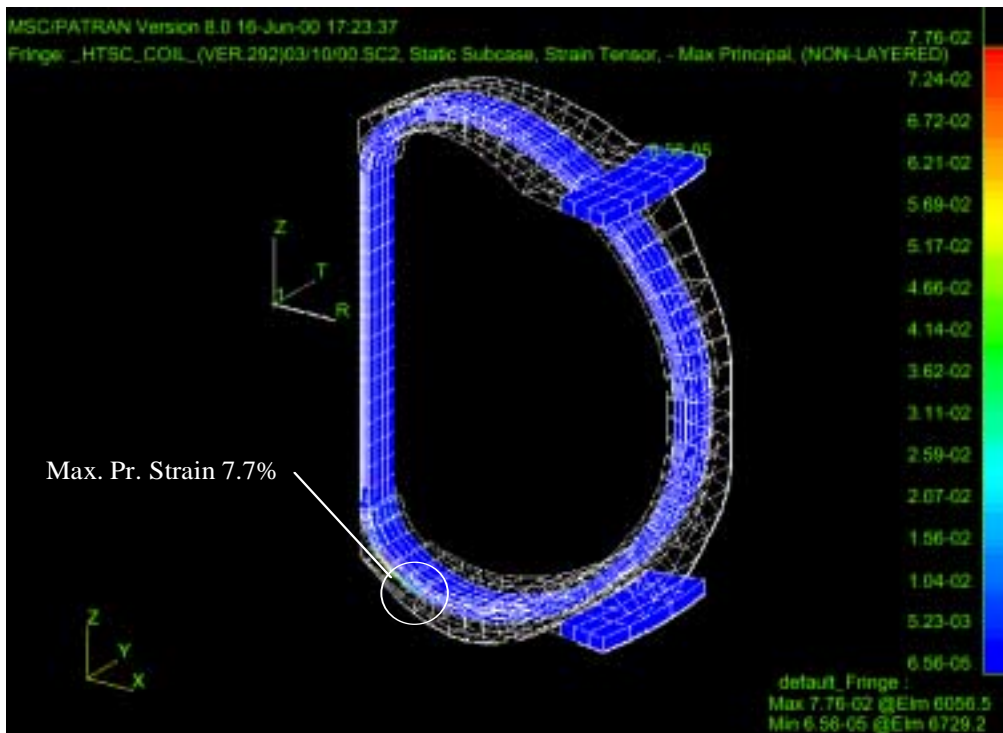 MSC/PATRAN Version 8.0 16-Jun-00 17:23:37
Fringe: _HTSC_COIL_(VER.292)03/10/00.SC2, Static Subcase, Strain Tensor, - Max Principal, (NON-LAYERED)
7.76-02
7.24-02
6.72-02
6.21-02
5.69-02
5.17-02
4.66-02
4.14-02
3.62-02
3.11-02
2.59-02
2.07-02
1.56-02
1.04-02
5.23-03
6.56-05
6.56-05
Z
T
R
1
Max. Pr. Strain 7.7%
Z
Y
X
default_Fringe :
Max 7.76-02 @Elm 6056.5
Min 6.56-05 @Elm 6729.2